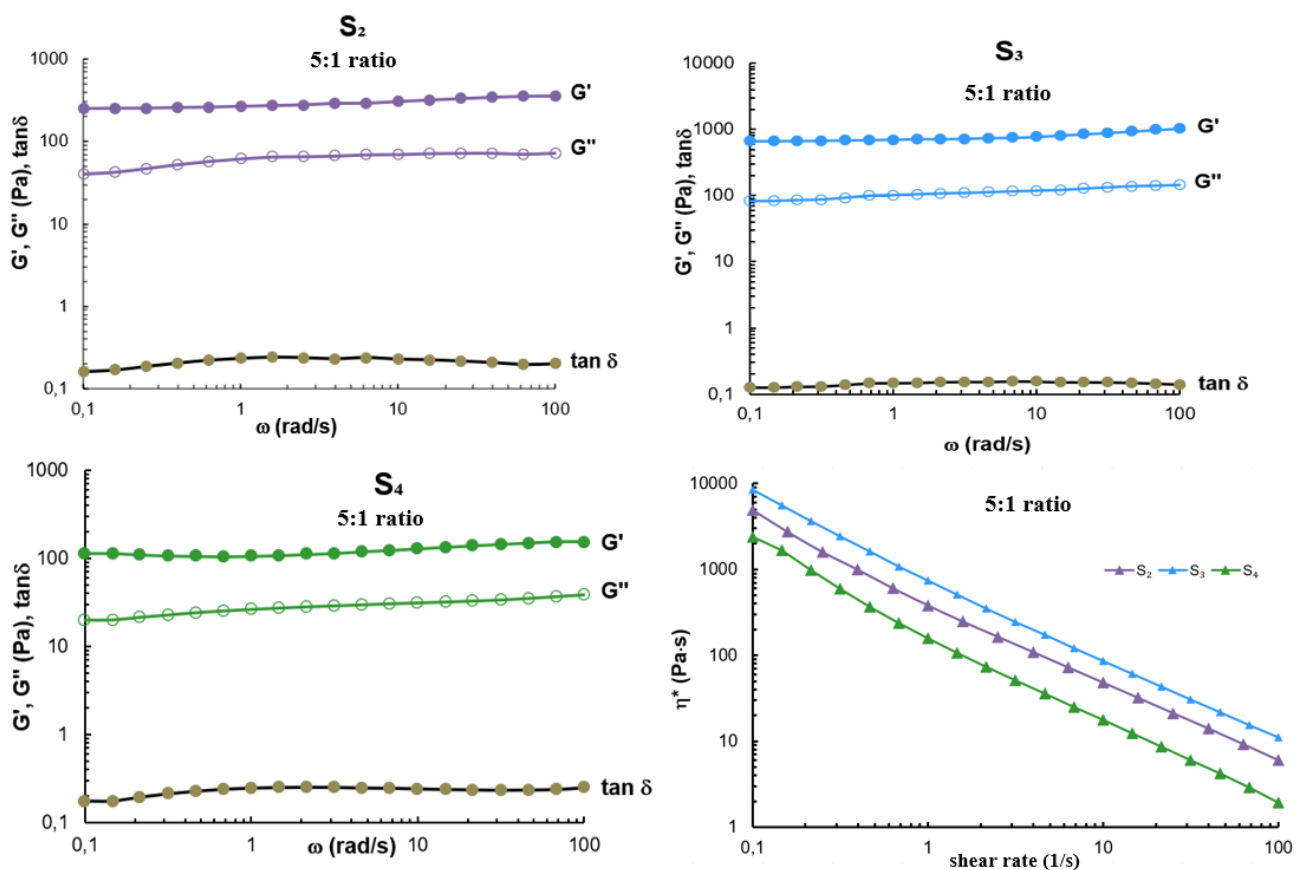 S₂
5:1 ratio
1000
100
10
1
0,1
G', G'' (Pa), tanδ
G'
G''
tan δ
0,1
1
10
100
ω (rad/s)
S₃
5:1 ratio
10000
1000
100
10
1
0,1
G', G'' (Pa), tanδ
G'
G''
tan δ
0,1
1
10
100
ω (rad/s)
S₄
5:1 ratio
1000
100
10
1
0,1
G', G'' (Pa), tanδ
G'
G''
tan δ
0,1
1
10
100
ω (rad/s)
5:1 ratio
10000
1000
100
10
1
η* (Pa·s)
S₂ S₃ S₄
0,1
1
10
100
shear rate (1/s)